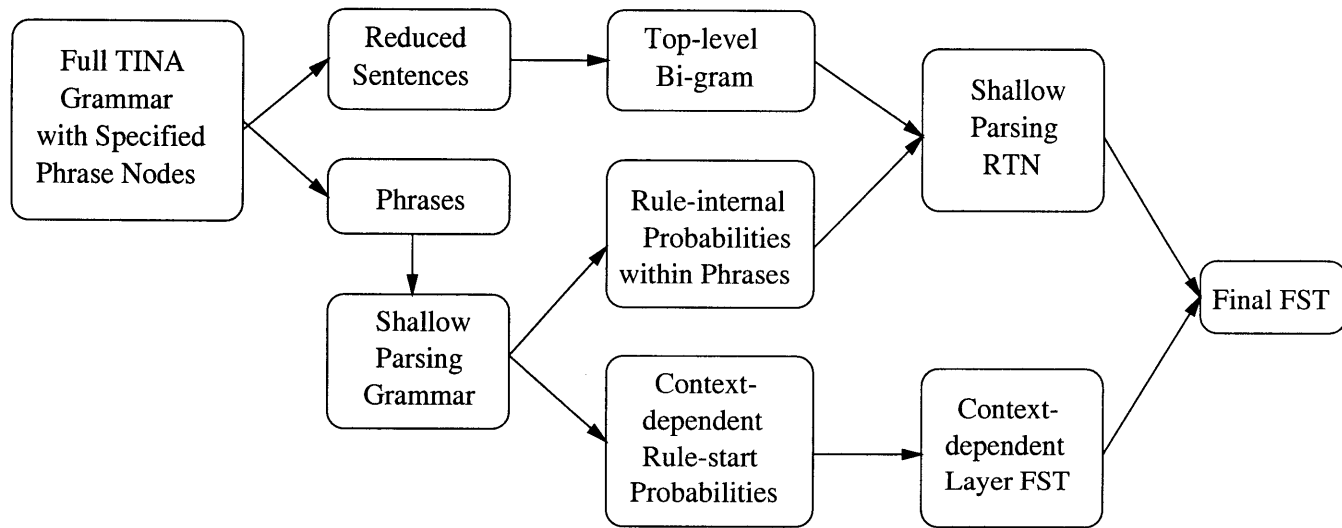 Full TINA
Grammar
with Specified
Phrase Nodes
Reduced
Sentences
Top-level
Bi-gram
Shallow
Parsing
RTN
Phrases
Rule-internal
Probabilities
within Phrases
Final FST
Shallow
Parsing
Grammar
Context-
dependent
Rule-start
Probabilities
Context-
dependent
Layer FST